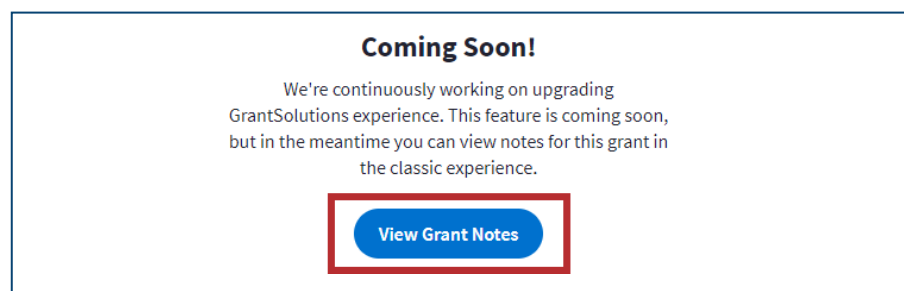 Coming Soon!
We're continuously working on upgrading
GrantSolutions experience. This feature is coming soon,
but in the meantime you can view notes for this grant in
the classic experience.
View Grant Notes